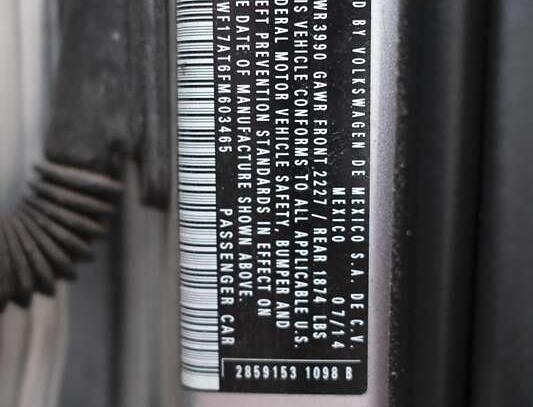 D BY VOLKSWAGEN DE MEXICO S.A. DE C.V.
MEXICO 07/14
WR3990 GAWR FRONT 2227 / REAR 1874 LBS
IS VEHICLE CONFORMS TO ALL APPLICABLE U.S.
DERAL MOTOR VEHICLE SAFETY, BUMPER AND
EFT PREVENTION STANDARDS IN EFFECT ON
E DATE OF MANUFACTURE SHOWN ABOVE.
WF17AT6FM603465 PASSENGER CAR
2859153 1098 B